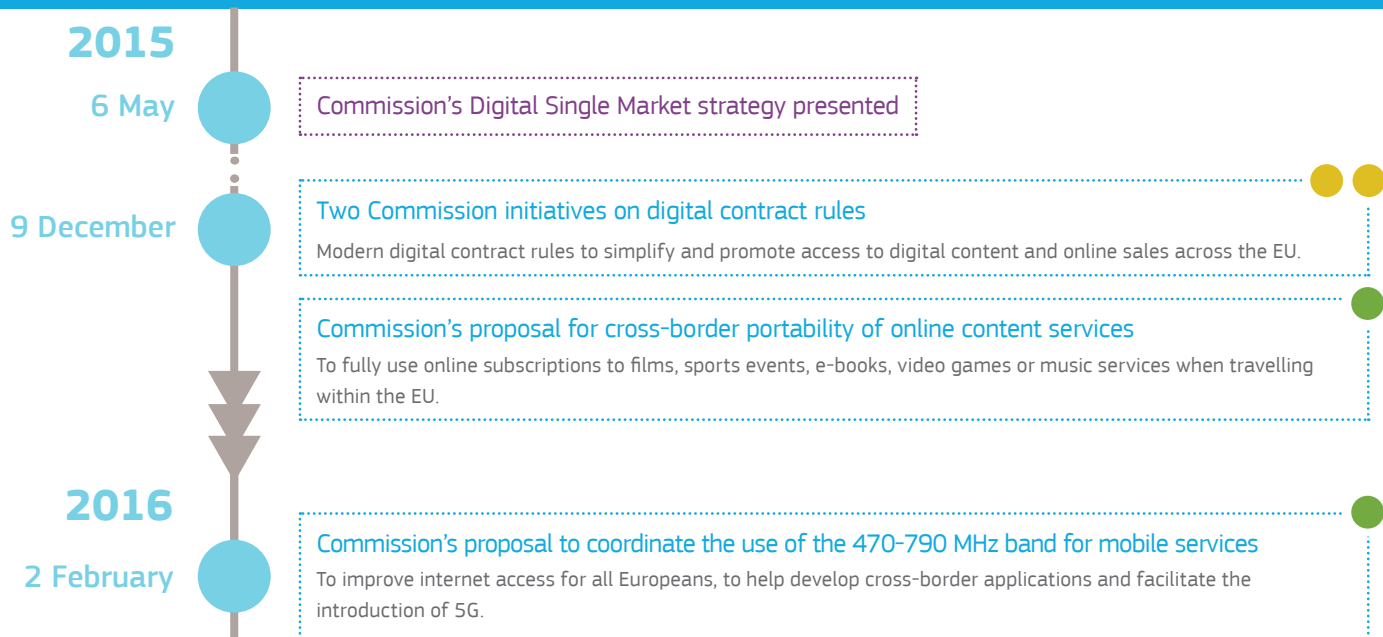 2015
6 May
Commission's Digital Single Market strategy presented
9 December
Two Commission initiatives on digital contract rules
Modern digital contract rules to simplify and promote access to digital content and online sales across the EU.
Commission's proposal for cross-border portability of online content services
To fully use online subscriptions to films, sports events, e-books, video games or music services when travelling
within the EU.
2016
2 February
Commission's proposal to coordinate the use of the 470-790 MHz band for mobile services
To improve internet access for all Europeans, to help develop cross-border applications and facilitate the
introduction of 5G.